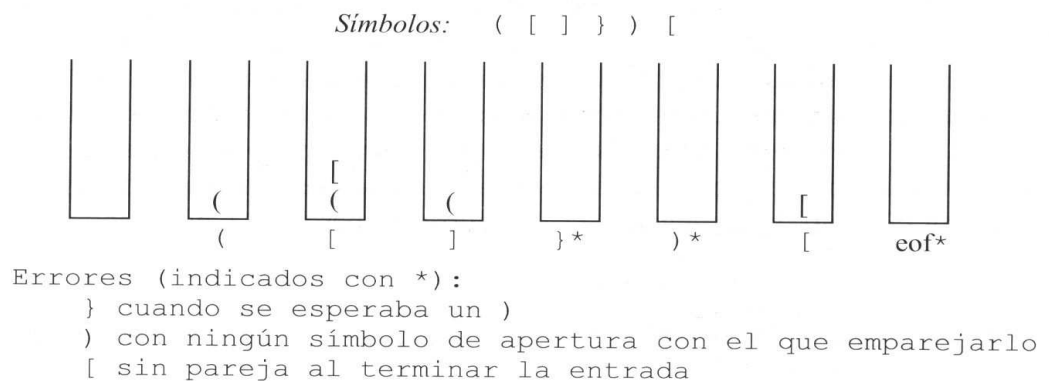 Símbolos: ( [ ] } ) [
[
( ( ( [
( [ ] }* )* [ eof*
Errores (indicados con *):
} cuando se esperaba un )
) con ningún símbolo de apertura con el que emparejarlo
[ sin pareja al terminar la entrada